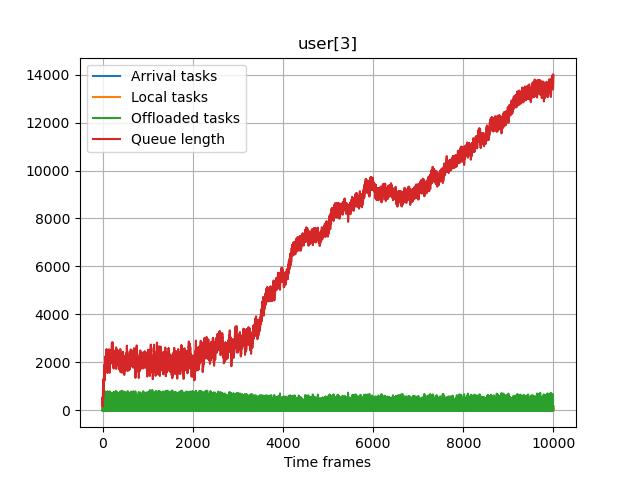 user[3]
Arrival tasks
Local tasks
Offloaded tasks
Queue length
14000
12000
10000
8000
6000
4000
2000
0
0 2000 4000 6000 8000 10000
Time frames